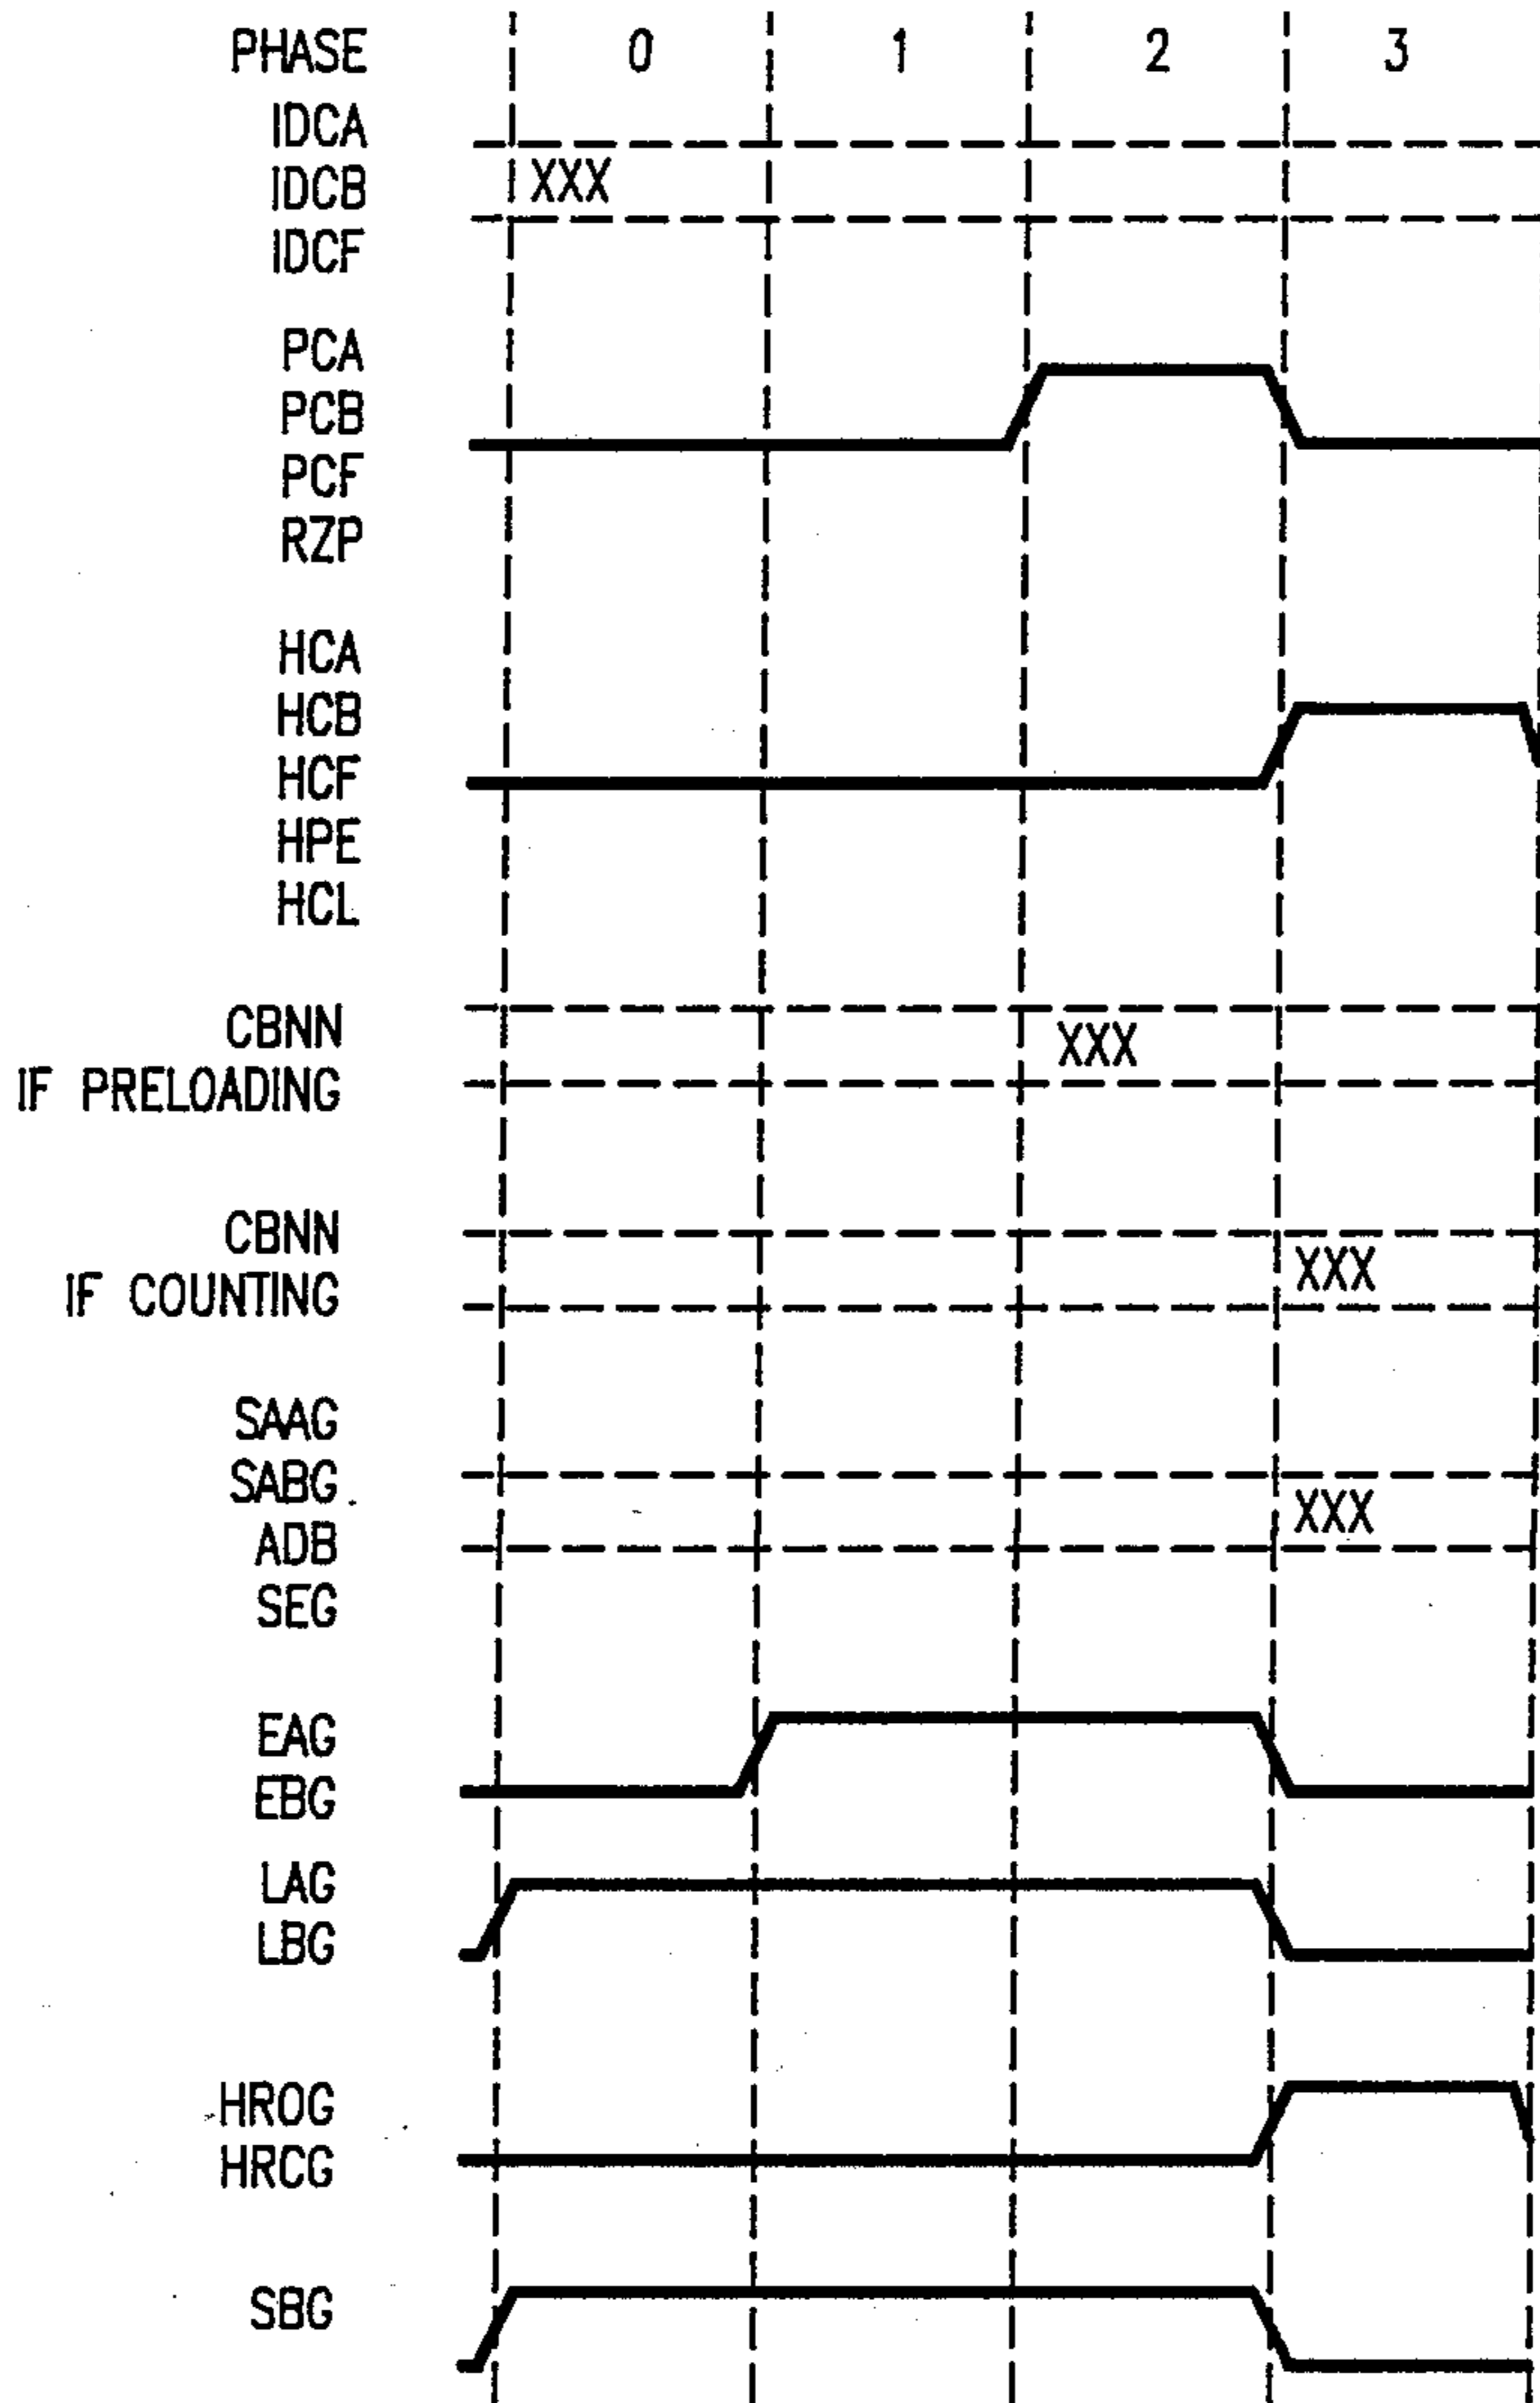 PHASE 0 1 2 3
IDCA
IDCB XXX
IDCF
PCA
PCB
PCF
RZP
HCA
HCB
HCF
HPE
HCL
CBNN XXX
IF PRELOADING
CBNN
IF COUNTING XXX
SAAG
SABG
ADB XXX
SEG
EAG
EBG
LAG
LBG
HROG
HRCG
SBG